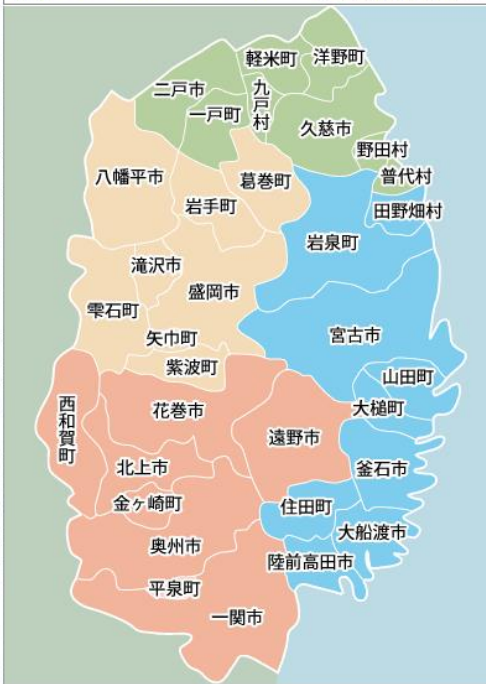 軽米町
洋野町
二戸市
九戸村
一戸町
久慈市
野田村
普代村
八幡平市
葛巻町
岩手町
田野畑村
岩泉町
滝沢市
盛岡市
雫石町
宮古市
矢巾町
紫波町
山田町
大槌町
西和賀町
花巻市
遠野市
釜石市
北上市
金ヶ崎町
住田町
大船渡市
奥州市
陸前高田市
平泉町
一関市